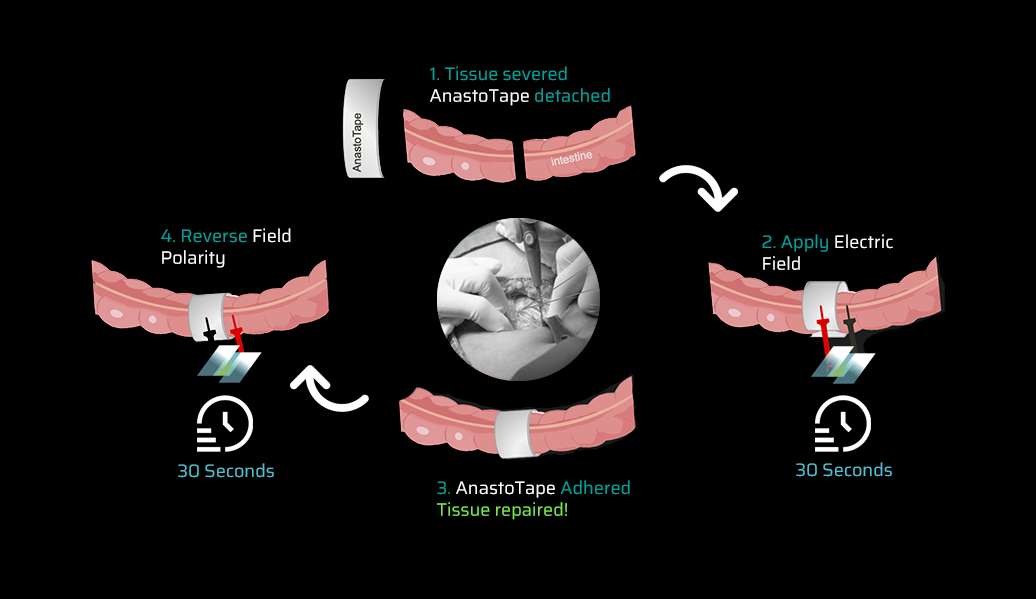 1. Tissue severed
AnastoTape detached
AnastoTape
intestine
2. Apply Electric
Field
30 Seconds
3. AnastoTape Adhered
Tissue repaired!
4. Reverse Field
Polarity
30 Seconds